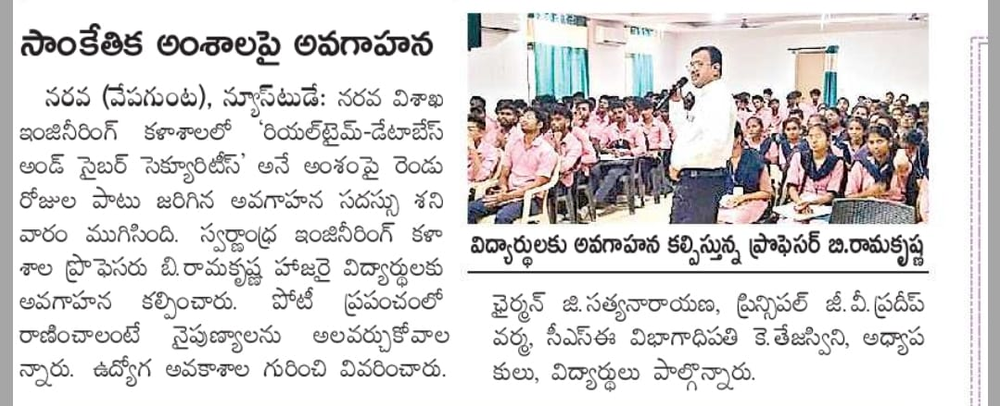 సాంకేతిక అంశాలపై అవగాహన
నరవ (వేపగుంట), న్యూస్‌టుడే: నరవ విశాఖ
ఇంజినీరింగ్ కళాశాలలో ‘రియల్‌టైమ్-డేటాబేస్
అండ్ సైబర్ సెక్యూరిటీస్’ అనే అంశంపై రెండు
రోజుల పాటు జరిగిన అవగాహన సదస్సు శని
వారం ముగిసింది. స్వర్ణాంధ్ర ఇంజినీరింగ్ కళా
శాల ప్రొఫెసరు బి.రామకృష్ణ హాజరై విద్యార్థులకు
అవగాహన కల్పించారు. పోటీ ప్రపంచంలో
రాణించాలంటే నైపుణ్యాలను అలవర్చుకోవాల
న్నారు. ఉద్యోగ అవకాశాల గురించి వివరించారు.
విద్యార్థులకు అవగాహన కల్పిస్తున్న ప్రొఫెసర్ బి.రామకృష్ణ
ఛైర్మన్ జి.సత్యనారాయణ, ప్రిన్సిపల్ జీ.వీ.ప్రదీప్
వర్మ, సీఎస్ఈ విభాగాధిపతి కె.తేజస్విని, అధ్యాప
కులు, విద్యార్థులు పాల్గొన్నారు.